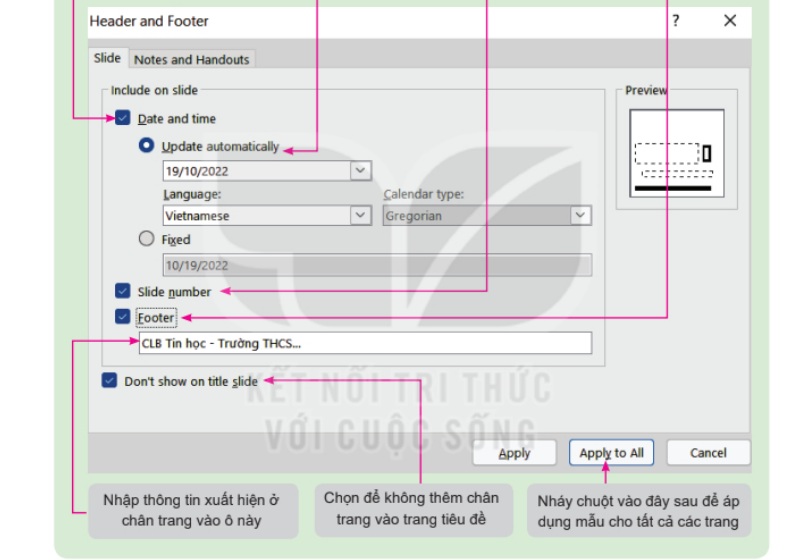 Header and Footer ? ×
Slide Notes and Handouts
Include on slide
Preview
Date and time
Update automatically
19/10/2022
Language: Calendar type:
Vietnamese Gregorian
Fixed
10/19/2022
Slide number
Footer
CLB Tin học - Trường THCS...
Don't show on title slide
KẾT NỐI TRI THỨC
VỚI CUỘC SỐNG
Apply Apply to All Cancel
Nhập thông tin xuất hiện ở
chân trang vào ô này
Chọn để không thêm chân
trang vào trang tiêu đề
Nháy chuột vào đây sau để áp
dụng mẫu cho tất cả các trang